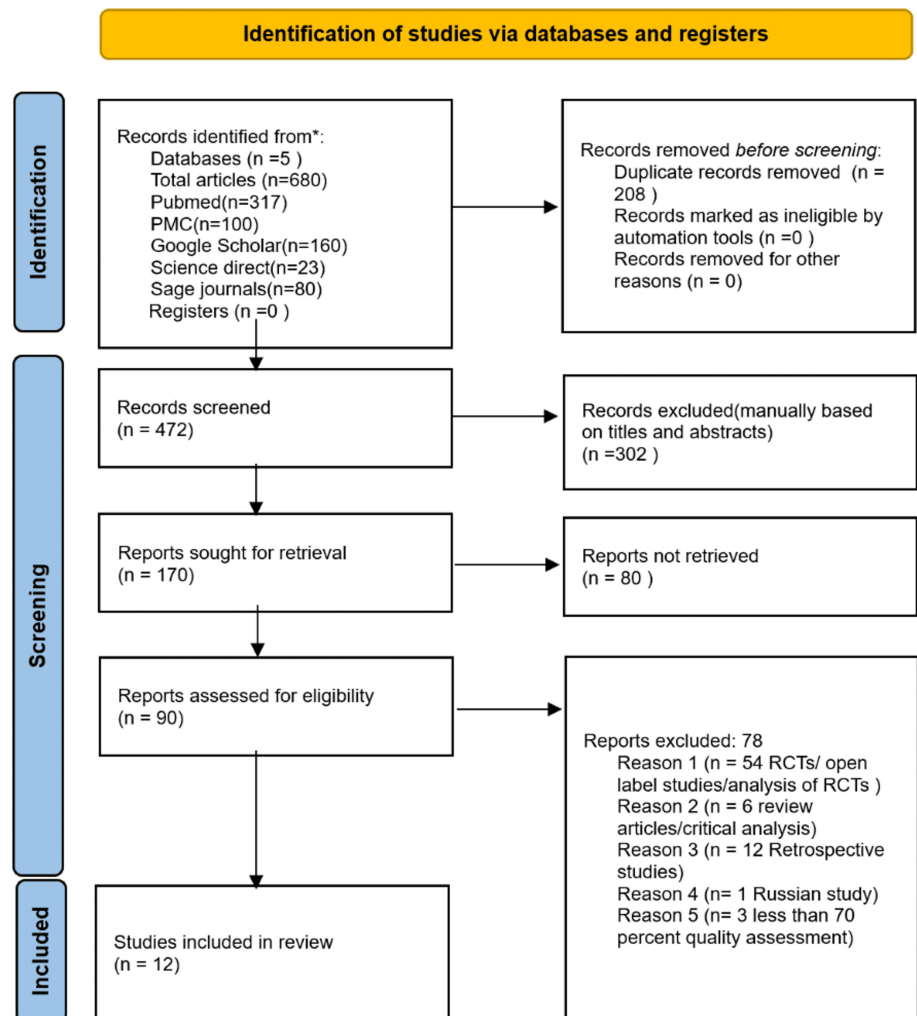 Identification of studies via databases and registers
Identification
Records identified from*:
Databases (n =5 )
Total articles (n=680)
Pubmed(n=317)
PMC(n=100)
Google Scholar(n=160)
Science direct(n=23)
Sage journals(n=80)
Registers (n =0 )
Records removed before screening:
Duplicate records removed  (n =
208 )
Records marked as ineligible by
automation tools (n =0 )
Records removed for other
reasons (n = 0)
Screening
Records screened
(n = 472)
Records excluded(manually based
on titles and abstracts)
(n =302 )
Reports sought for retrieval
(n = 170)
Reports not retrieved
(n = 80 )
Reports assessed for eligibility
(n = 90)
Reports excluded: 78
Reason 1 (n = 54 RCTs/ open
label studies/analysis of RCTs )
Reason 2 (n = 6 review
articles/critical analysis)
Reason 3 (n = 12 Retrospective
studies)
Reason 4 (n= 1 Russian study)
Reason 5 (n= 3 less than 70
percent quality assessment)
Included
Studies included in review
(n = 12)